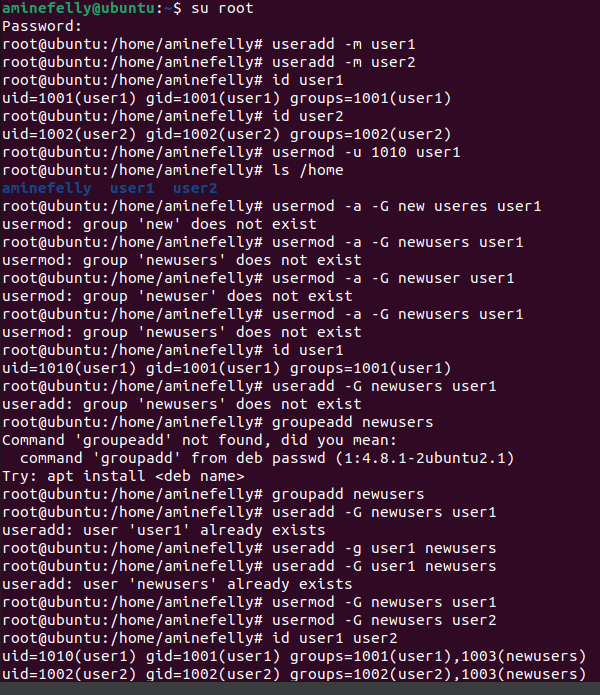 aminefelly@ubuntu:~$ su root
Password:
root@ubuntu:/home/aminefelly# useradd -m user1
root@ubuntu:/home/aminefelly# useradd -m user2
root@ubuntu:/home/aminefelly# id user1
uid=1001(user1) gid=1001(user1) groups=1001(user1)
root@ubuntu:/home/aminefelly# id user2
uid=1002(user2) gid=1002(user2) groups=1002(user2)
root@ubuntu:/home/aminefelly# usermod -u 1010 user1
root@ubuntu:/home/aminefelly# ls /home
aminefelly  user1  user2
root@ubuntu:/home/aminefelly# usermod -a -G new useres user1
usermod: group 'new' does not exist
root@ubuntu:/home/aminefelly# usermod -a -G newusers user1
usermod: group 'newusers' does not exist
root@ubuntu:/home/aminefelly# usermod -a -G newuser user1
usermod: group 'newuser' does not exist
root@ubuntu:/home/aminefelly# usermod -a -G newusers user1
usermod: group 'newusers' does not exist
root@ubuntu:/home/aminefelly# id user1
uid=1010(user1) gid=1001(user1) groups=1001(user1)
root@ubuntu:/home/aminefelly# useradd -G newusers user1
useradd: group 'newusers' does not exist
root@ubuntu:/home/aminefelly# groupeadd newusers
Command 'groupeadd' not found, did you mean:
  command 'groupadd' from deb passwd (1:4.8.1-2ubuntu2.1)
Try: apt install <deb name>
root@ubuntu:/home/aminefelly# groupadd newusers
root@ubuntu:/home/aminefelly# useradd -G newusers user1
useradd: user 'user1' already exists
root@ubuntu:/home/aminefelly# useradd -g user1 newusers
root@ubuntu:/home/aminefelly# useradd -G user1 newusers
useradd: user 'newusers' already exists
root@ubuntu:/home/aminefelly# usermod -G newusers user1
root@ubuntu:/home/aminefelly# usermod -G newusers user2
root@ubuntu:/home/aminefelly# id user1 user2
uid=1010(user1) gid=1001(user1) groups=1001(user1),1003(newusers)
uid=1002(user2) gid=1002(user2) groups=1002(user2),1003(newusers)